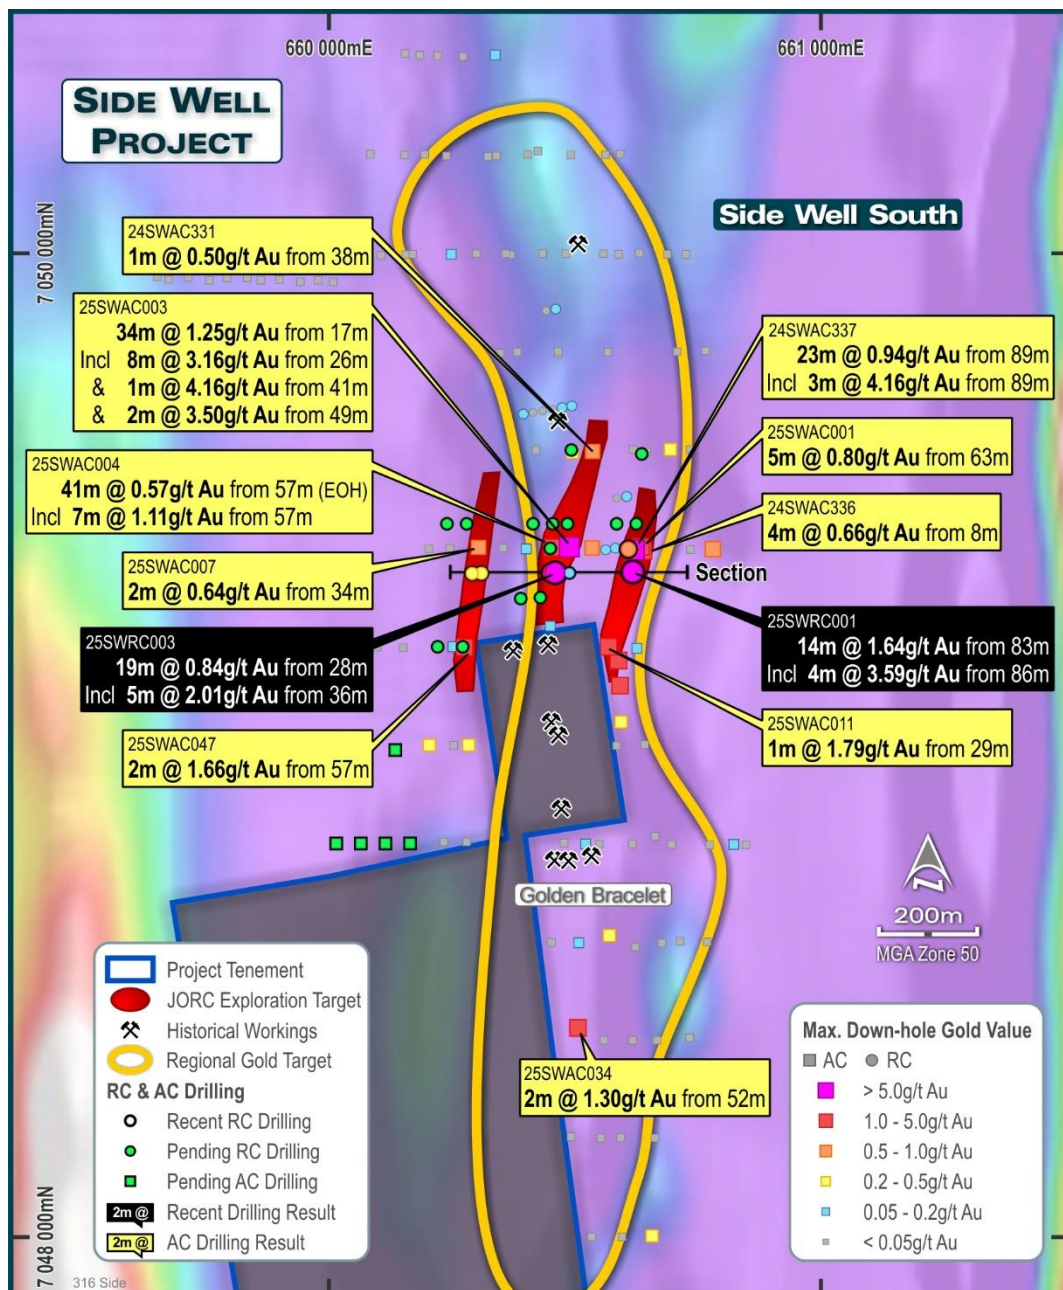 660 000mE
661 000mE
SIDE WELL
PROJECT
Side Well South
7 050 000mN
24SWAC331
1m @ 0.50g/t Au from 38m
25SWAC003
34m @ 1.25g/t Au from 17m
Incl 8m @ 3.16g/t Au from 26m
& 1m @ 4.16g/t Au from 41m
& 2m @ 3.50g/t Au from 49m
24SWAC337
23m @ 0.94g/t Au from 89m
Incl 3m @ 4.16g/t Au from 89m
25SWAC001
5m @ 0.80g/t Au from 63m
25SWAC004
41m @ 0.57g/t Au from 57m (EOH)
Incl 7m @ 1.11g/t Au from 57m
24SWAC336
4m @ 0.66g/t Au from 8m
25SWAC007
2m @ 0.64g/t Au from 34m
Section
25SWRC003
19m @ 0.84g/t Au from 28m
Incl 5m @ 2.01g/t Au from 36m
25SWRC001
14m @ 1.64g/t Au from 83m
Incl 4m @ 3.59g/t Au from 86m
25SWAC047
2m @ 1.66g/t Au from 57m
25SWAC011
1m @ 1.79g/t Au from 29m
Golden Bracelet
N
200m
MGA Zone 50
25SWAC034
2m @ 1.30g/t Au from 52m
Project Tenement
JORC Exploration Target
Historical Workings
Regional Gold Target
RC & AC Drilling
Recent RC Drilling
Pending RC Drilling
Pending AC Drilling
2m @ Recent Drilling Result
2m @ AC Drilling Result
Max. Down-hole Gold Value
AC RC
> 5.0g/t Au
1.0 - 5.0g/t Au
0.5 - 1.0g/t Au
0.2 - 0.5g/t Au
0.05 - 0.2g/t Au
< 0.05g/t Au
7 048 000mN
316 Side